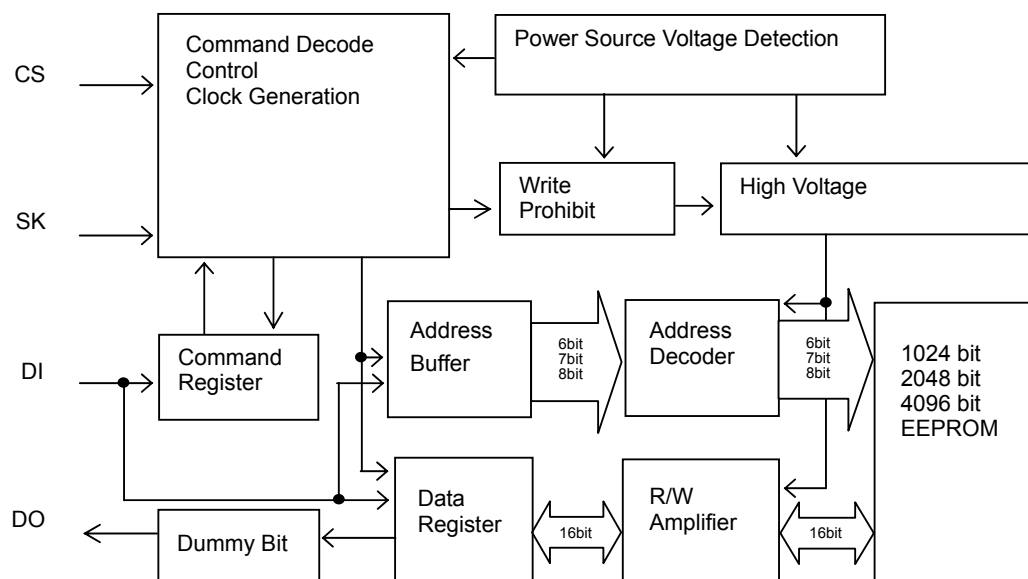 CS
Command Decode
Control
Clock Generation
Power Source Voltage Detection
SK
Write
Prohibit
High Voltage
DI
Command
Register
Address
Buffer
6bit
7bit
8bit
Address
Decoder
6bit
7bit
8bit
1024 bit
2048 bit
4096 bit
EEPROM
DO
Dummy Bit
Data
Register
16bit
R/W
Amplifier
16bit